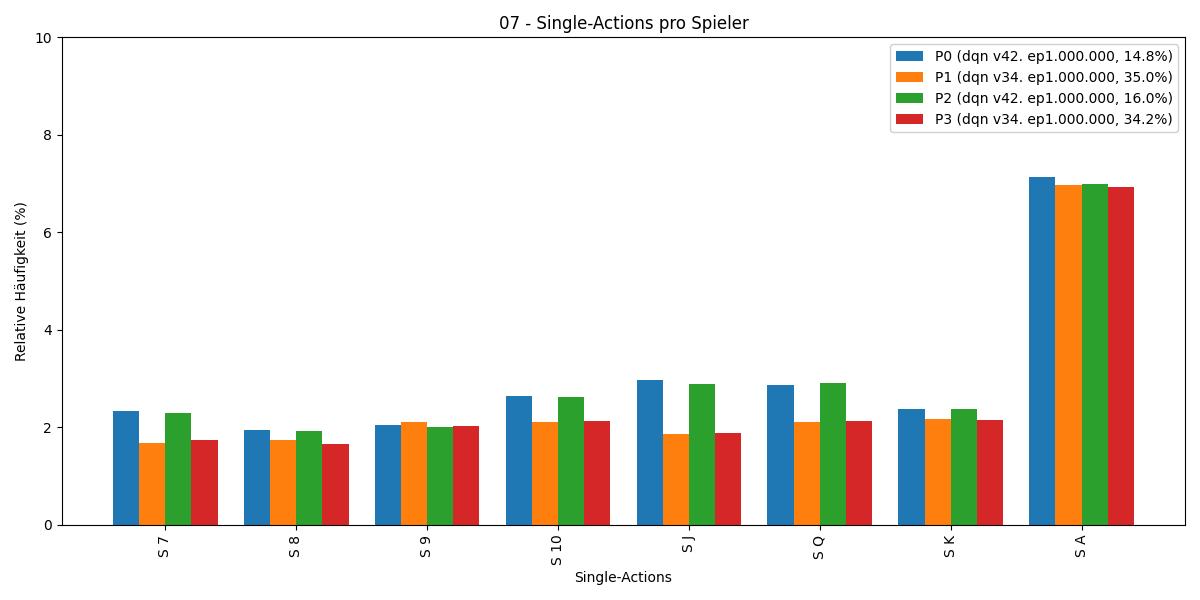 07 - Single-Actions pro Spieler
P0 (dqn v42. ep1.000.000, 14.8%)
P1 (dqn v34. ep1.000.000, 35.0%)
P2 (dqn v42. ep1.000.000, 16.0%)
P3 (dqn v34. ep1.000.000, 34.2%)
Relative Häufigkeit (%)
10
8
6
4
2
0
S 7
S 8
S 9
S 10
S J
S Q
S K
S A
Single-Actions